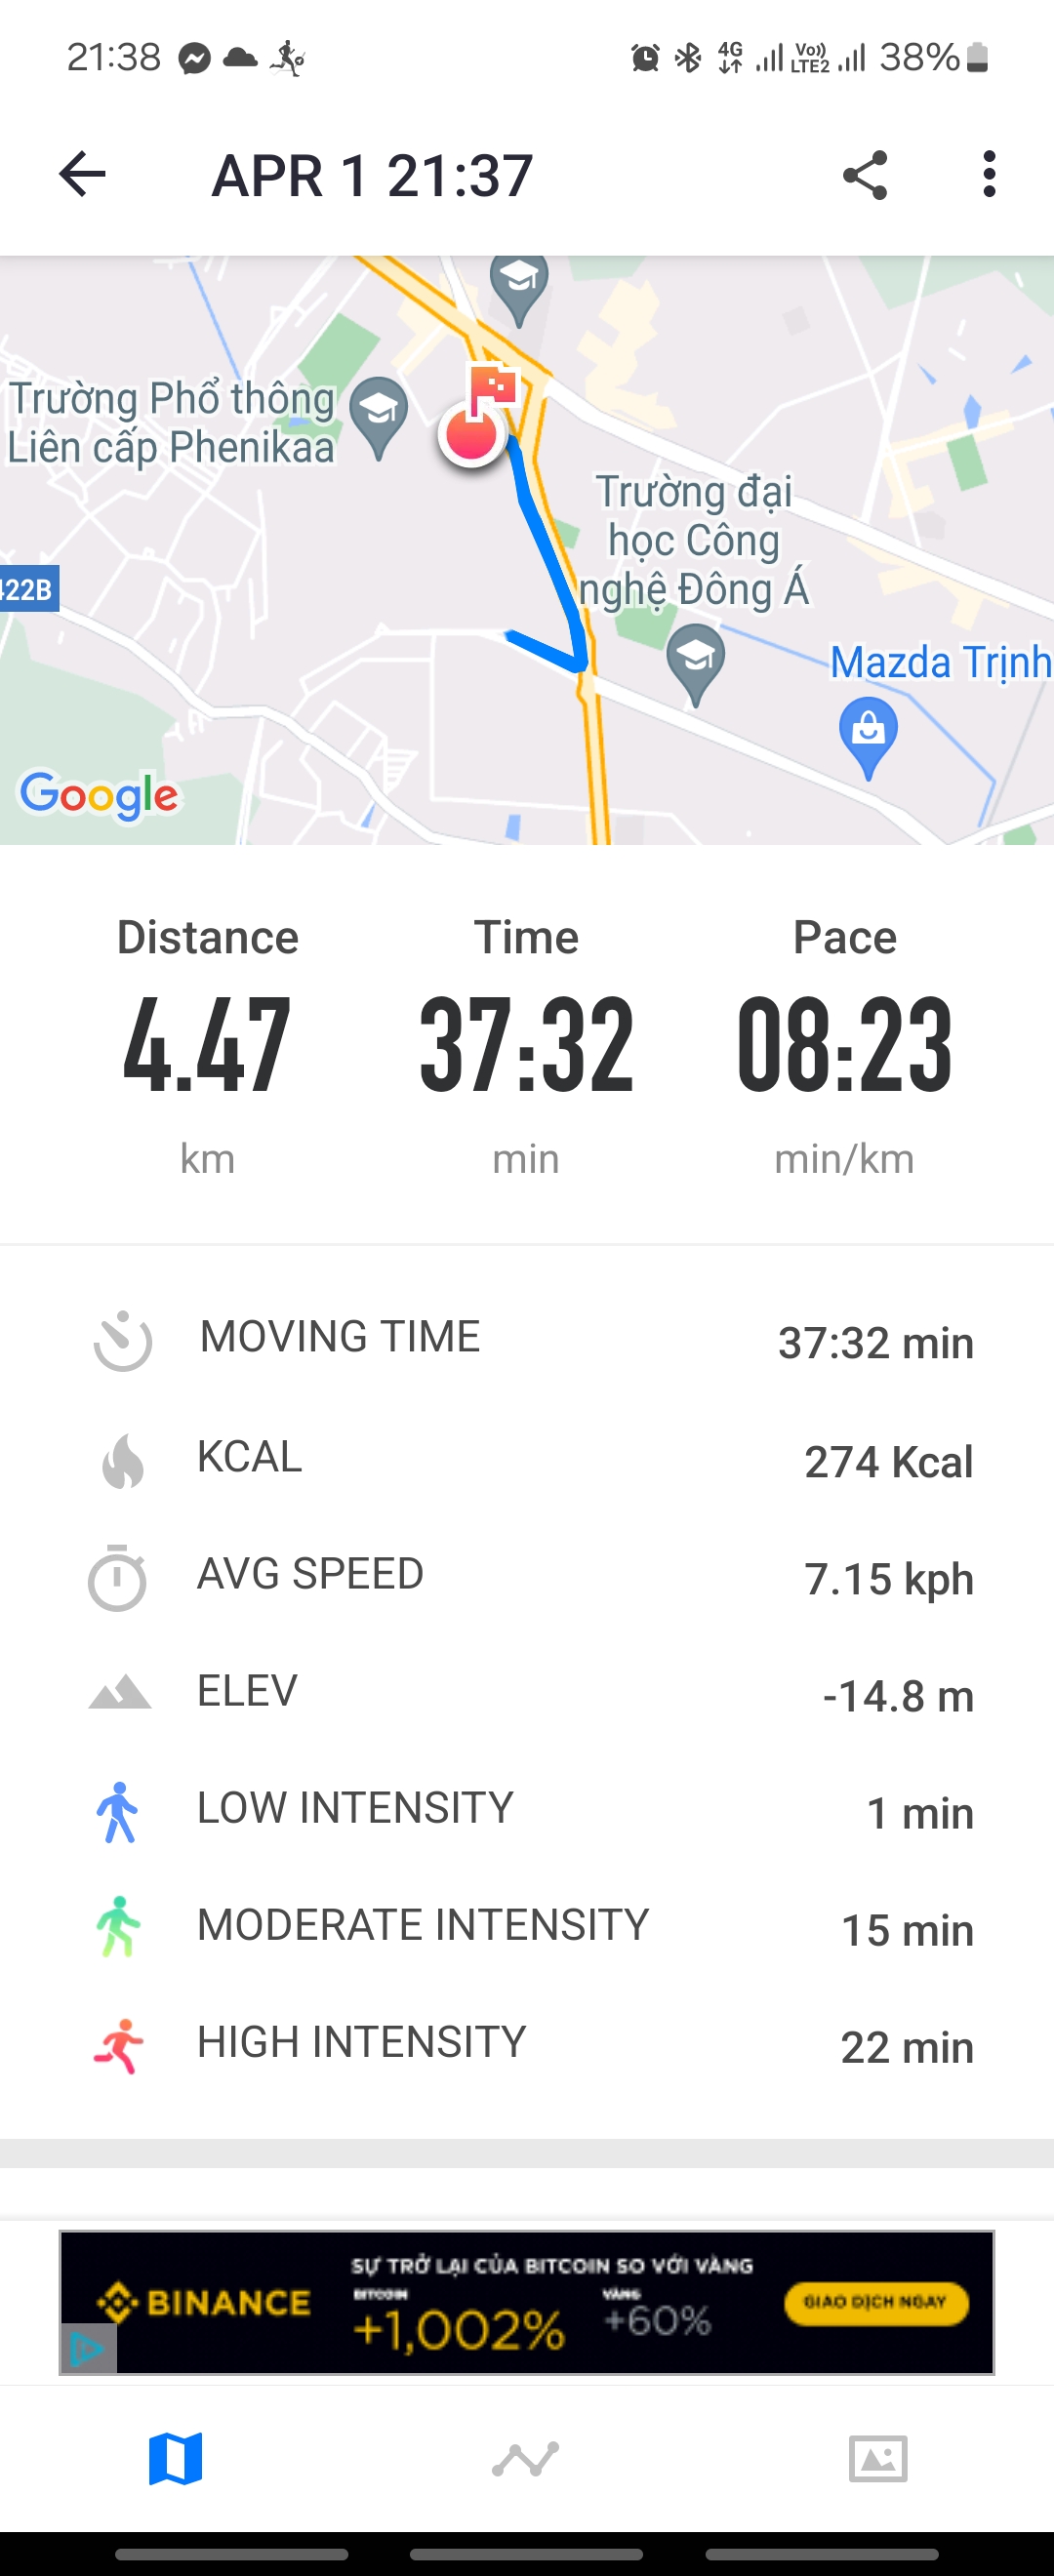 21:38
4G
Vo))
LTE2
38%
APR 1 21:37
Trường Phổ thông
Liên cấp Phenikaa
Trường đại
học Công
nghệ Đông Á
422B
Mazda Trịnh
Google
Distance Time Pace
4.47 37:32 08:23
km min min/km
MOVING TIME 37:32 min
KCAL 274 Kcal
AVG SPEED 7.15 kph
ELEV -14.8 m
LOW INTENSITY 1 min
MODERATE INTENSITY 15 min
HIGH INTENSITY 22 min
SỰ TRỞ LẠI CỦA BITCOIN SO VỚI VÀNG
BINANCE
BITCOIN VÀNG
+1,002% +60%
GIAO DỊCH NGAY